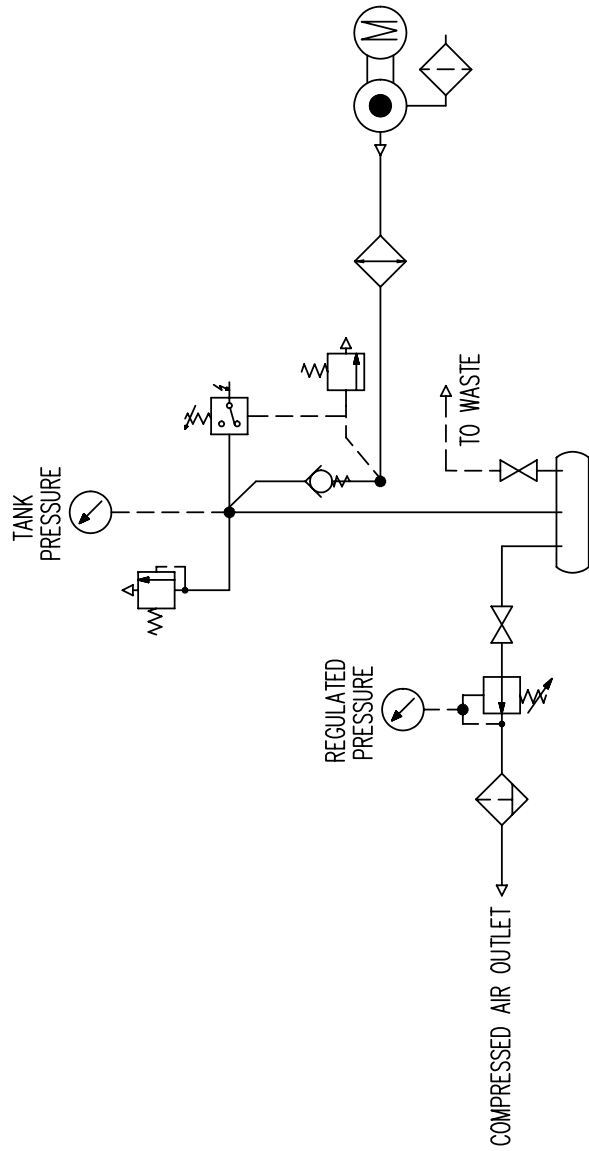 M
TANK
PRESSURE
TO WASTE
REGULATED
PRESSURE
COMPRESSED AIR OUTLET